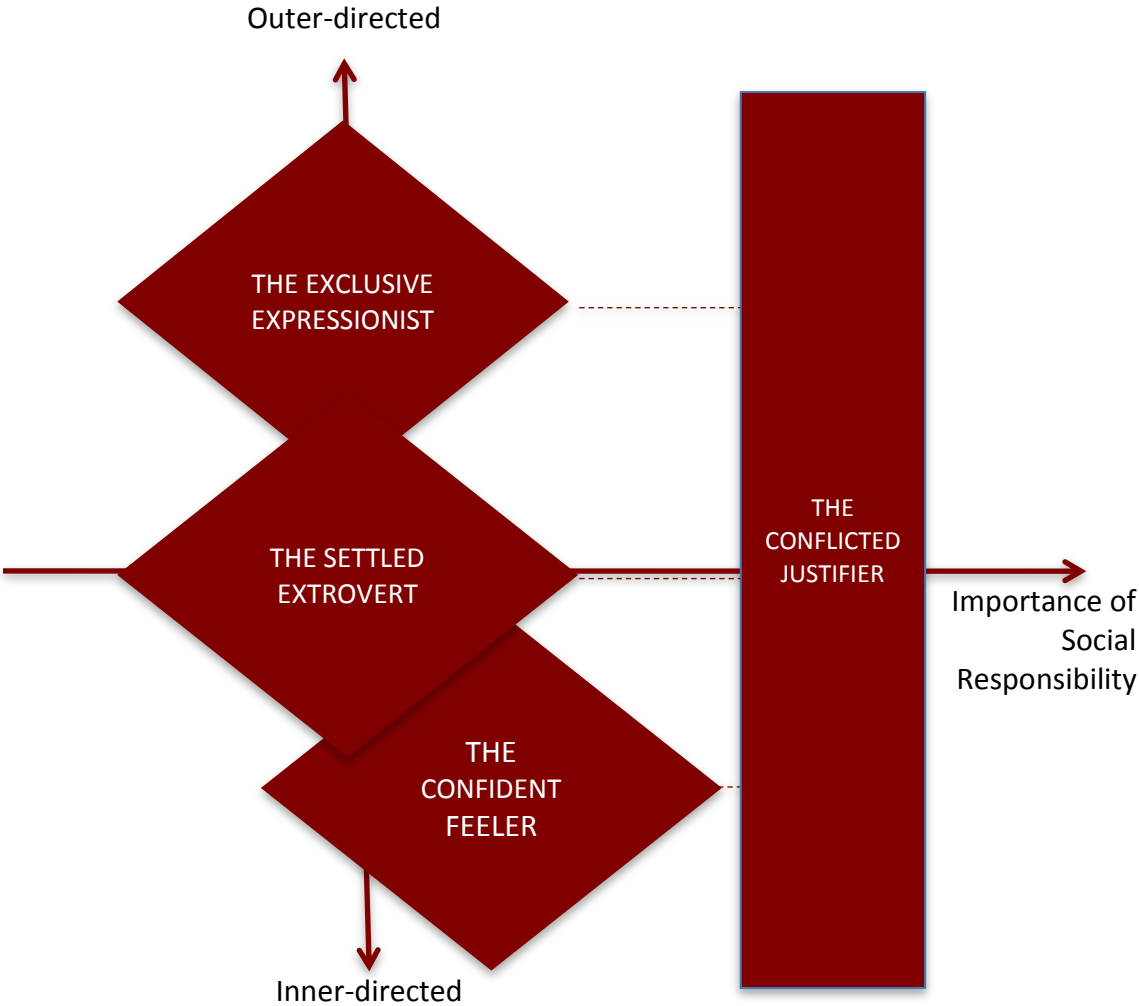 Outer-directed
THE EXCLUSIVE
EXPRESSIONIST
THE SETTLED
EXTROVERT
THE
CONFLICTED
JUSTIFIER
Importance of
Social
Responsibility
THE
CONFIDENT
FEELER
Inner-directed